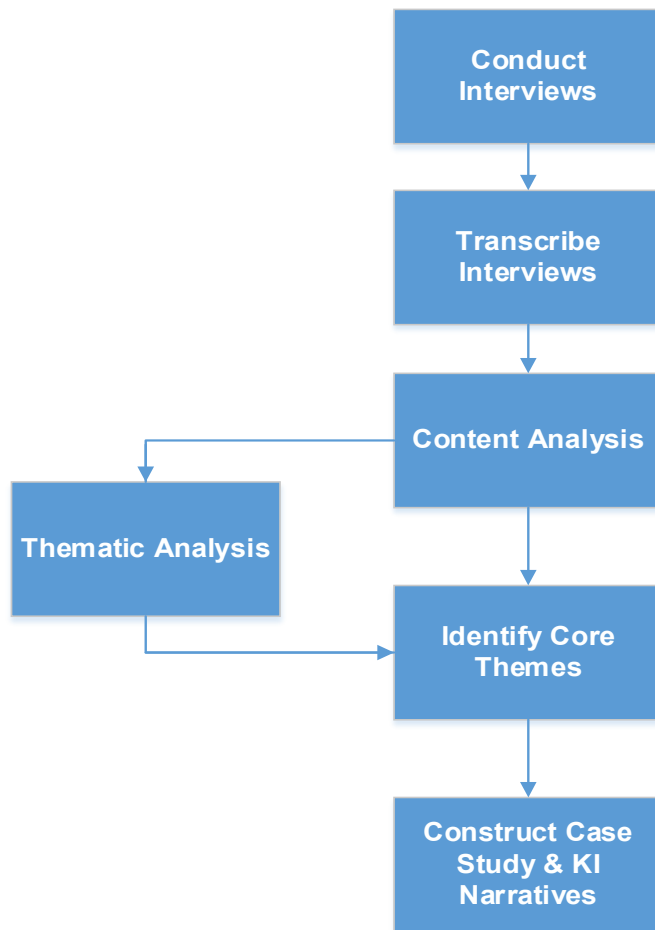 Conduct
Interviews
Transcribe
Interviews
Content Analysis
Thematic Analysis
Identify Core
Themes
Construct Case
Study & KI
Narratives